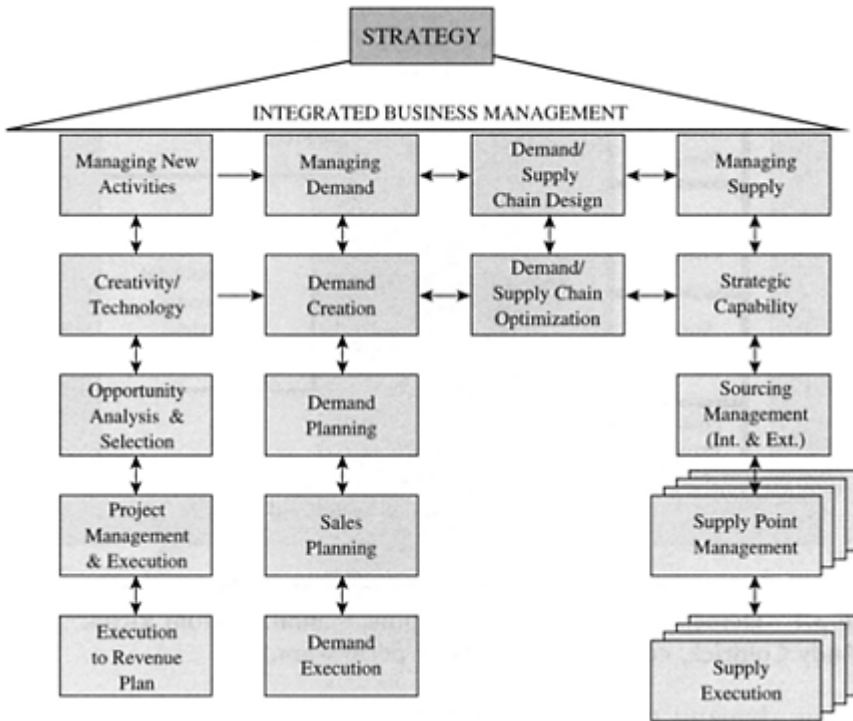 STRATEGY
INTEGRATED BUSINESS MANAGEMENT
Managing New
Activities
Managing
Demand
Demand/
Supply
Chain Design
Managing
Supply
Creativity/
Technology
Demand
Creation
Demand/
Supply Chain
Optimization
Strategic
Capability
Opportunity
Analysis &
Selection
Demand
Planning
Sourcing
Management
(Int. & Ext.)
Project
Management
& Execution
Sales
Planning
Supply Point
Management
Execution
to Revenue
Plan
Demand
Execution
Supply
Execution